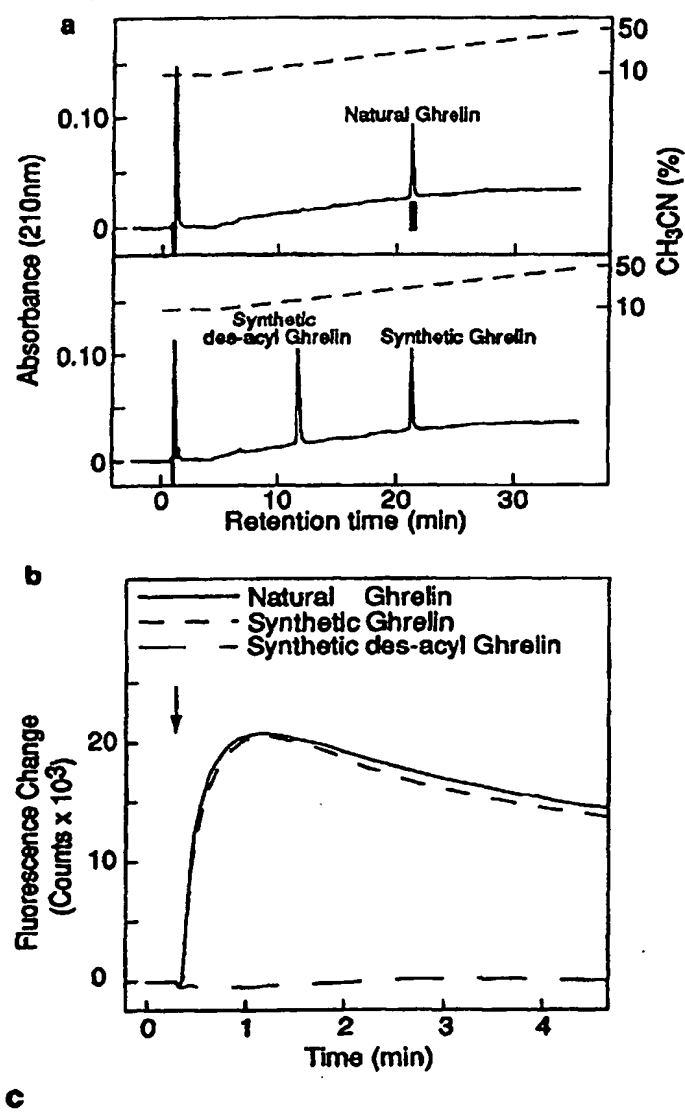 a
50
10
0.10
0
Natural Ghrelin
Absorbance (210nm)
CH3CN (%)
50
10
0.10
0
Synthetic
des-acyl Ghrelin
Synthetic Ghrelin
0 10 20 30
Retention time (min)
b
Natural Ghrelin
Synthetic Ghrelin
Synthetic des-acyl Ghrelin
20
10
0
Fluorescence Change
(Counts x 10³)
0 1 2 3 4
Time (min)
c